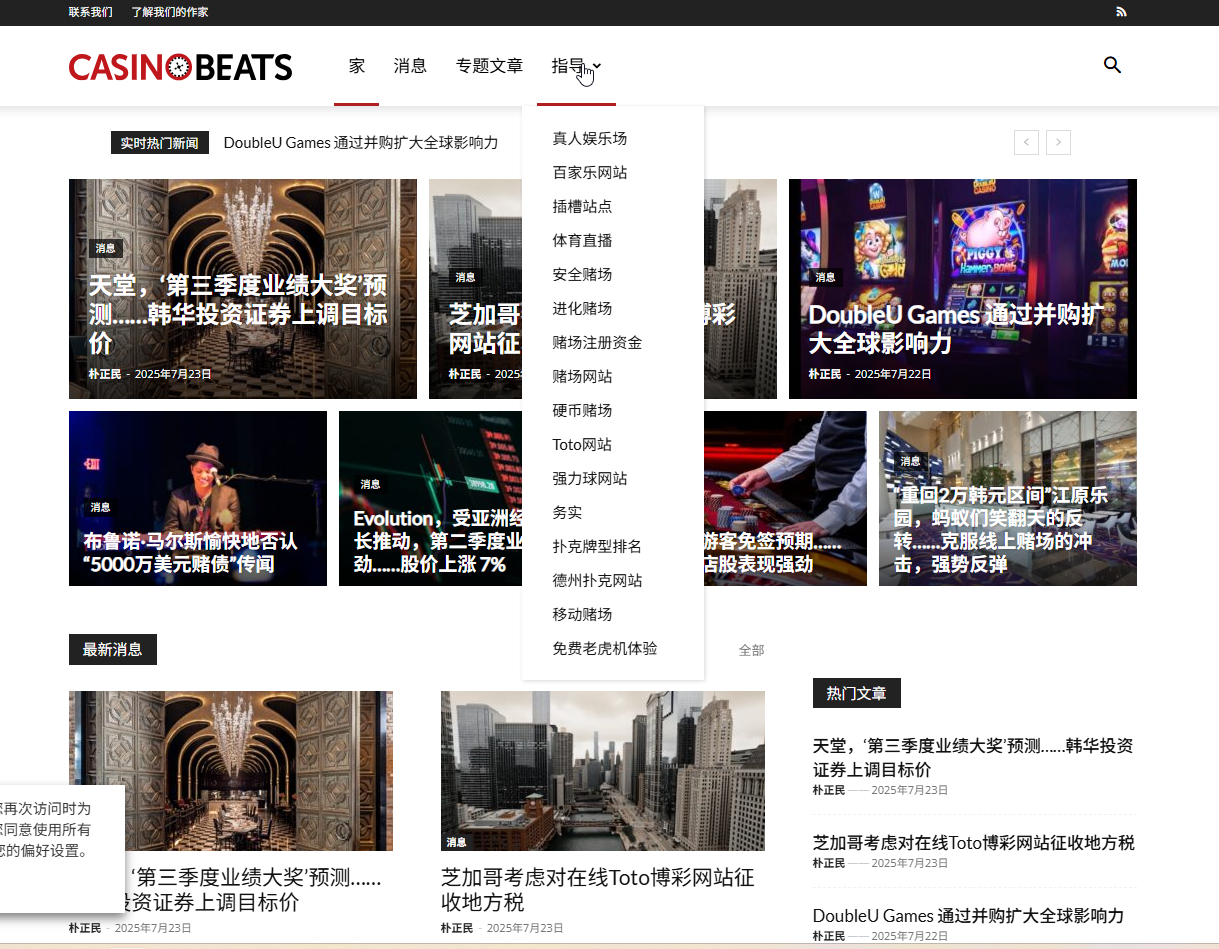 联系我们 了解我们的作家
CASINOBEATS 家 消息 专题文章 指导
实时热门新闻 DoubleU Games 通过并购扩大全球影响力
真人娱乐场
百家乐网站
插槽站点
体育直播
安全赌场
进化赌场
赌场注册资金
赌场网站
硬币赌场
Toto网站
强力球网站
务实
扑克牌型排名
德州扑克网站
移动赌场
免费老虎机体验
消息
天堂，‘第三季度业绩大奖’预
测……韩华投资证券上调目标
价
朴正民 - 2025年7月23日
消息
芝加哥 博彩
网站征
朴正民 - 2025
WILD CASINO
PIGGY
Hammer BOMB
消息
DoubleU Games 通过并购扩
大全球影响力
朴正民 - 2025年7月22日
EXIT
消息
布鲁诺·马尔斯愉快地否认
“5000万美元赌债”传闻
消息
Evolution，受亚洲经
长推动，第二季度业
劲……股价上涨 7%
游客免签预期……
店股表现强劲
消息
“重回2万韩元区间”江原乐
园，蚂蚁们笑翻天的反
转……克服线上赌场的冲
击，强势反弹
最新消息 全部
‘第三季度业绩大奖’预测……
资证券上调目标价
朴正民 - 2025年7月23日
消息
芝加哥考虑对在线Toto博彩网站征
收地方税
朴正民 - 2025年7月23日
热门文章
天堂，‘第三季度业绩大奖’预测……韩华投资
证券上调目标价
朴正民 —— 2025年7月23日
芝加哥考虑对在线Toto博彩网站征收地方税
朴正民 —— 2025年7月23日
DoubleU Games 通过并购扩大全球影响力
朴正民 —— 2025年7月22日
再次访问时为
同意使用所有
您的偏好设置。